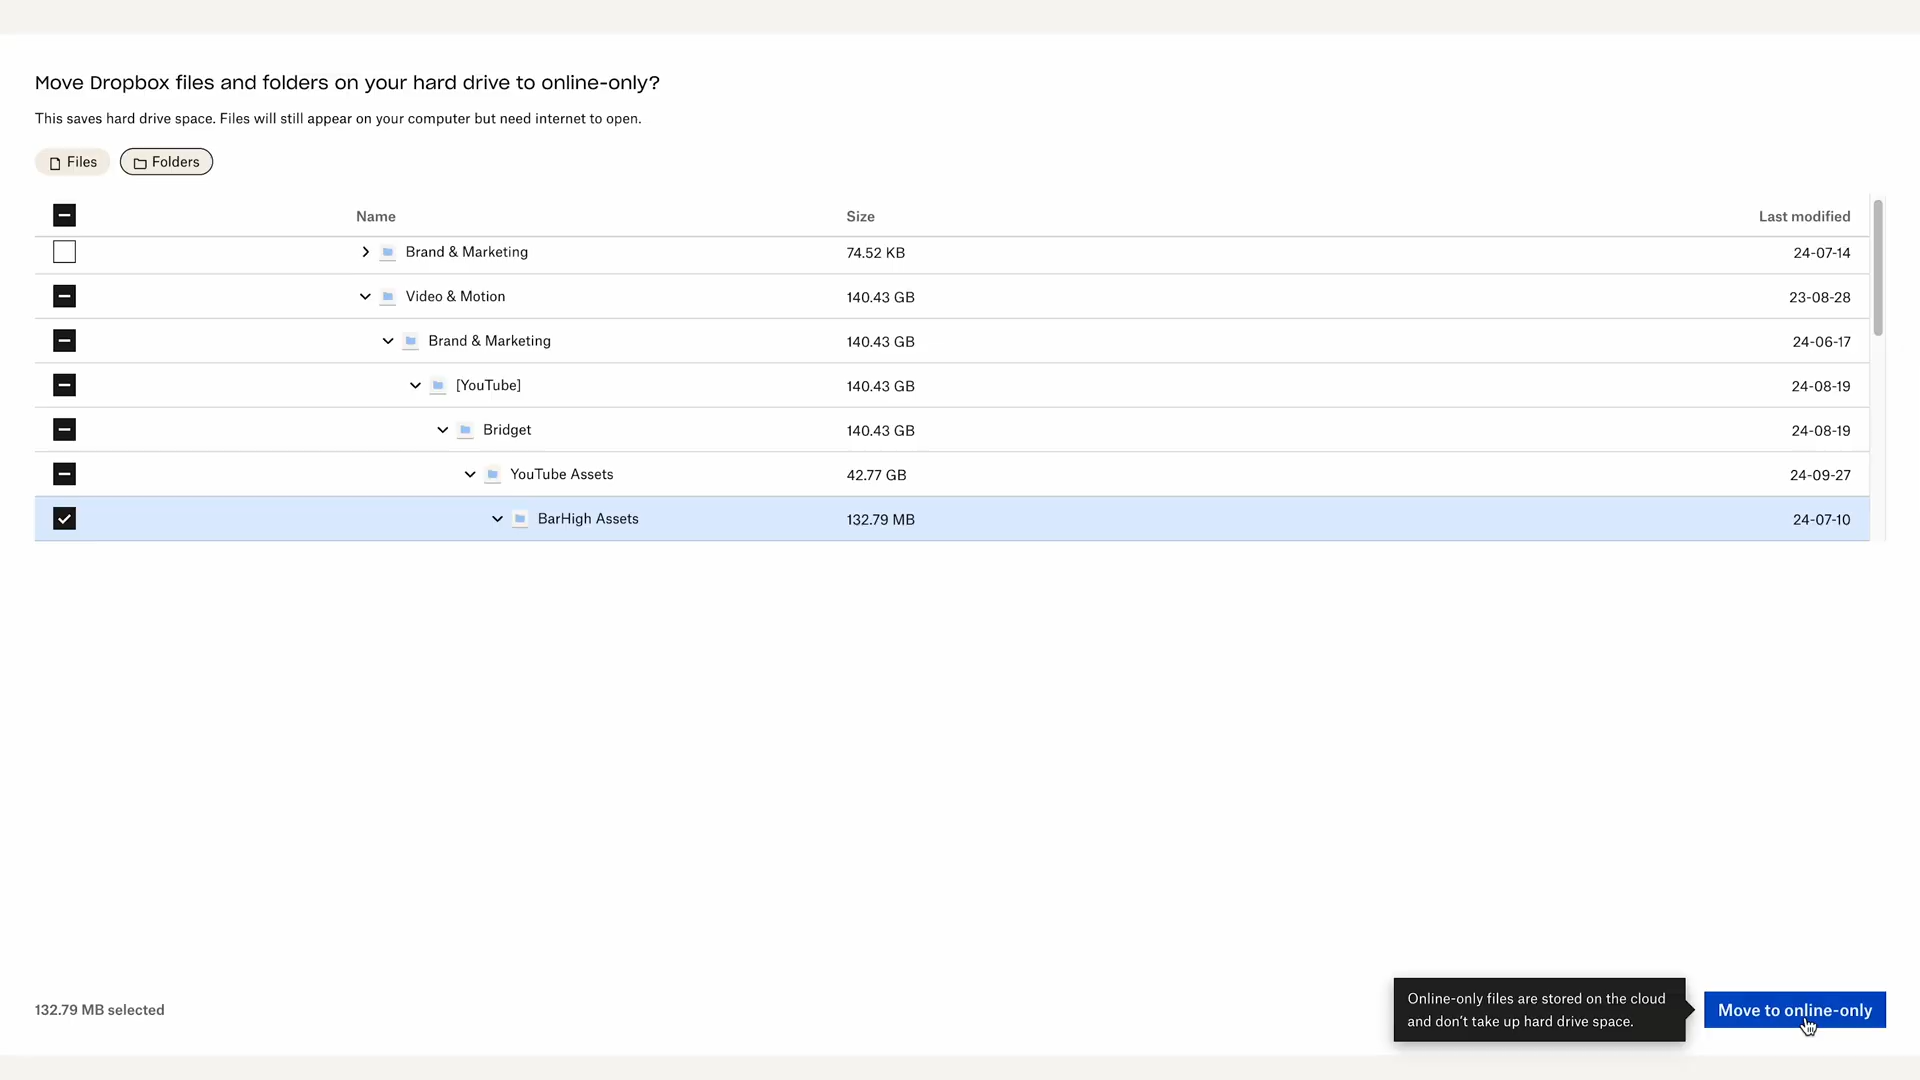 Move Dropbox files and folders on your hard drive to online-only?
This saves hard drive space. Files will still appear on your computer but need internet to open.
Files Folders
Name Size Last modified
Brand & Marketing 74.52 KB 24-07-14
Video & Motion 140.43 GB 23-08-28
Brand & Marketing 140.43 GB 24-06-17
[YouTube] 140.43 GB 24-08-19
Bridget 140.43 GB 24-08-19
YouTube Assets 42.77 GB 24-09-27
BarHigh Assets 132.79 MB 24-07-10
Online-only files are stored on the cloud
and don’t take up hard drive space.
132.79 MB selected
Move to online-only